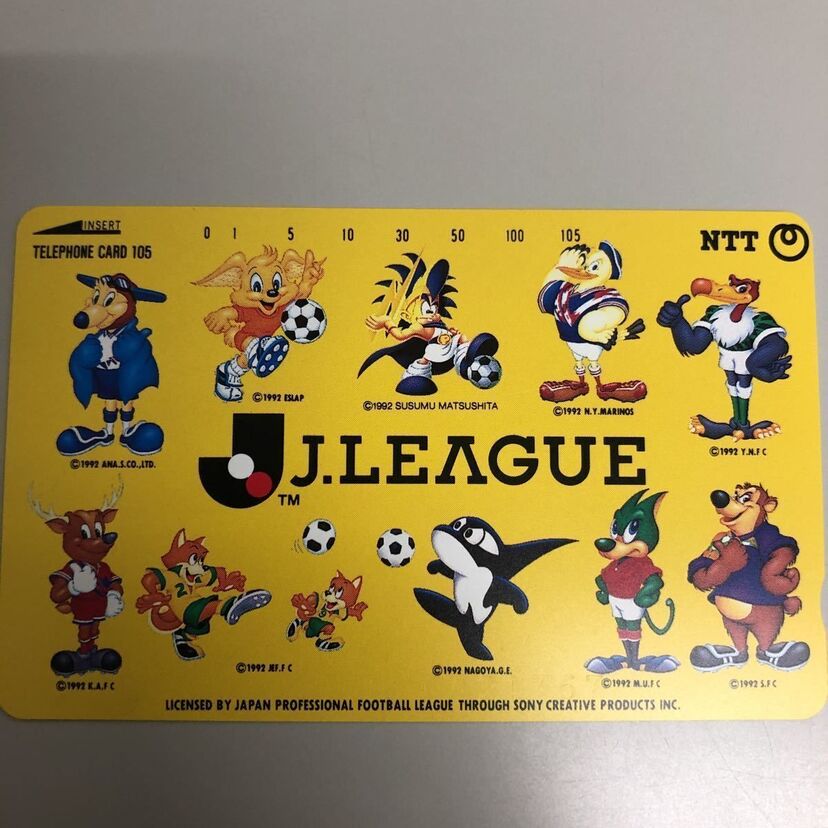 INSERT
TELEPHONE CARD 105
0 1 5 10 30 50 100 105
NTT
©1992 ESLAP
©1992 SUSUMU MATSUSHITA
©1992 N.Y.MARINOS
©1992 Y.N.F C
©1992 ANA.S.CO.,LTD.
J.LEAGUE
TM
2
©1992 K.A.F C
©1992 JEF.F C
©1992 NAGOYA.G.E.
©1992 M.U.F C
©1992 S.F C
LICENSED BY JAPAN PROFESSIONAL FOOTBALL LEAGUE THROUGH SONY CREATIVE PRODUCTS INC.